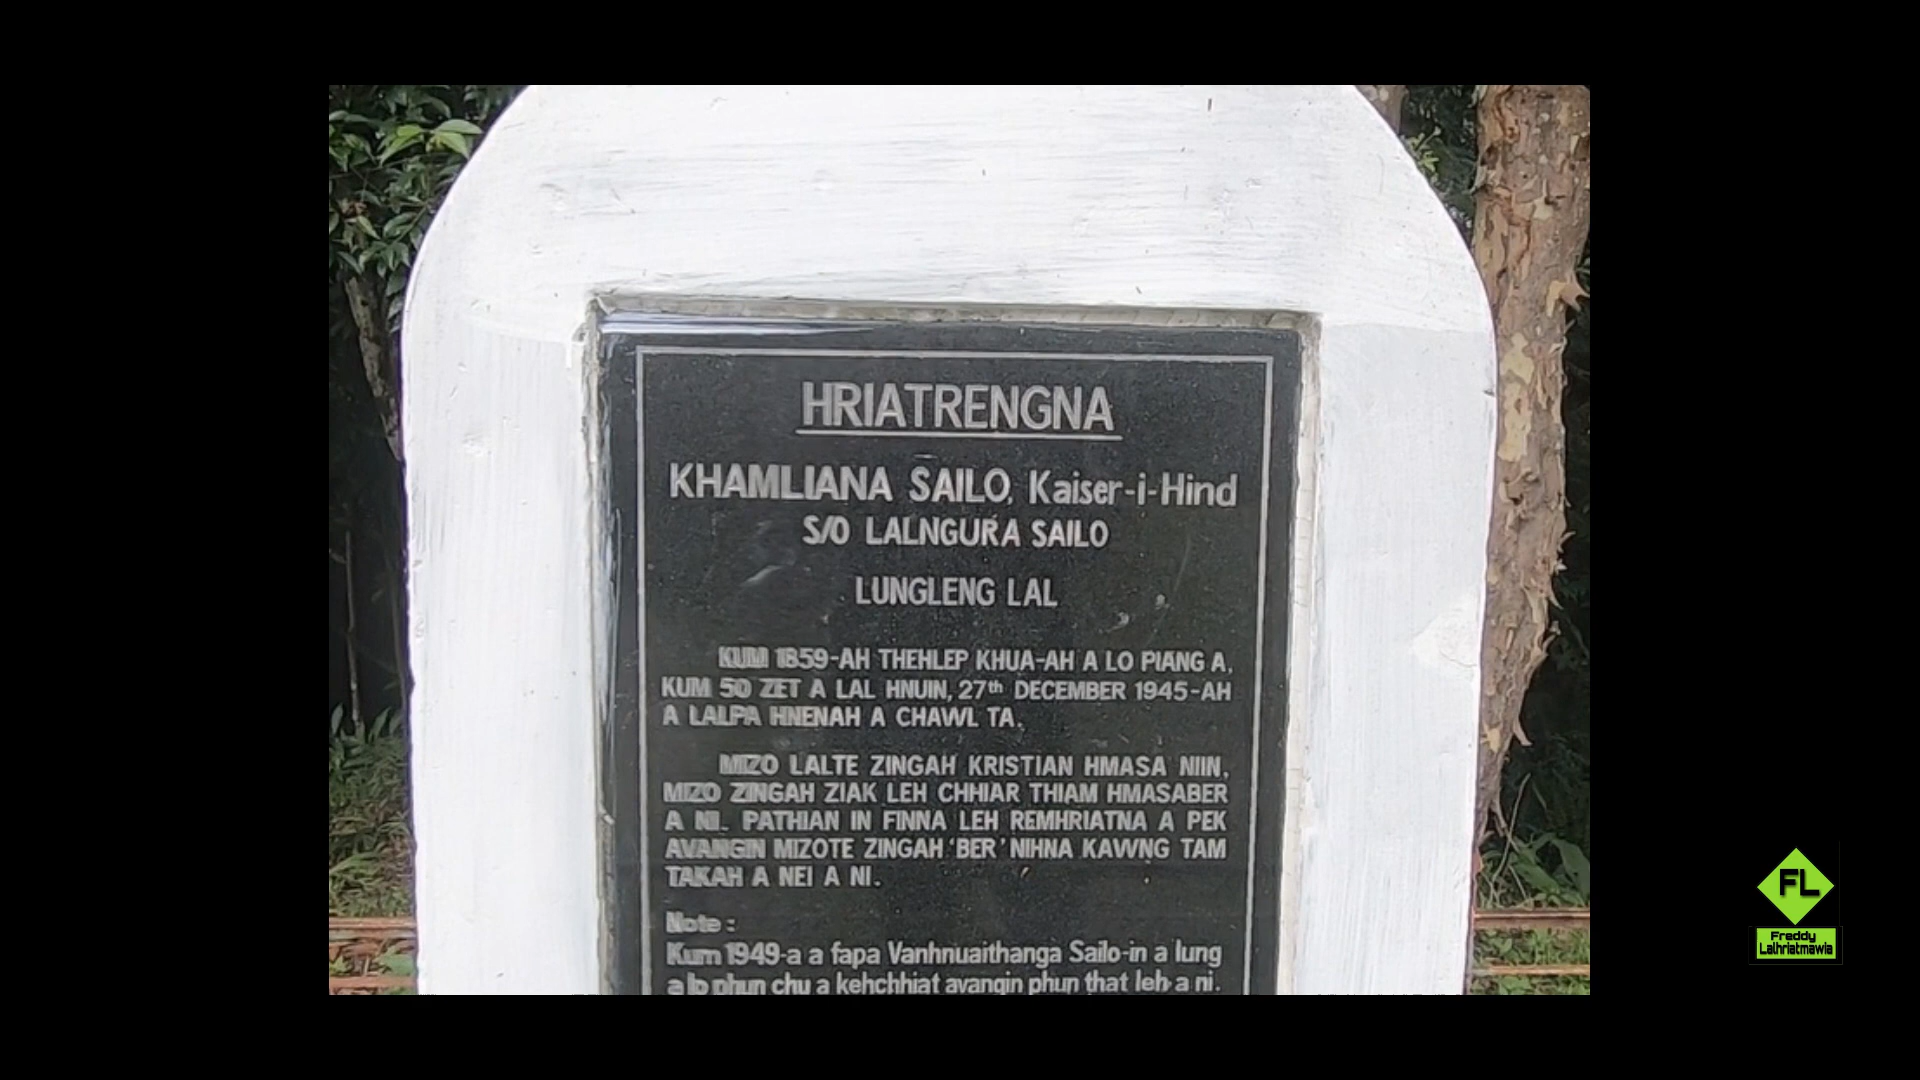 HRIATRENGNA
KHAMLIANA SAILO, Kaiser-i-Hind
S/O LALNGURA SAILO
LUNGLENG LAL
KUM 1859-AH THEHLEP KHUA-AH A LO PIANG A,
KUM 50 ZET A LAL HNUIN, 27th DECEMBER 1945-AH
A LALPA HNENAH A CHAWL TA.
MIZO LALTE ZINGAH KRISTIAN HMASA NIIN,
MIZO ZINGAH ZIAK LEH CHHIAR THIAM HMASABER
A NI. PATHIAN IN FINNA LEH REMHRIATNA A PEK
AVANGIN MIZOTE ZINGAH 'BER' NIHNA KAWNG TAM
TAKAH A NEI A NI.
Note :
Kum 1949-a a fapa Vanhnuaithanga Sailo-in a lung
a lo phun chu a kehchhiat avangin phun that leh a ni.
FL
Freddy
Lalhriatmawia